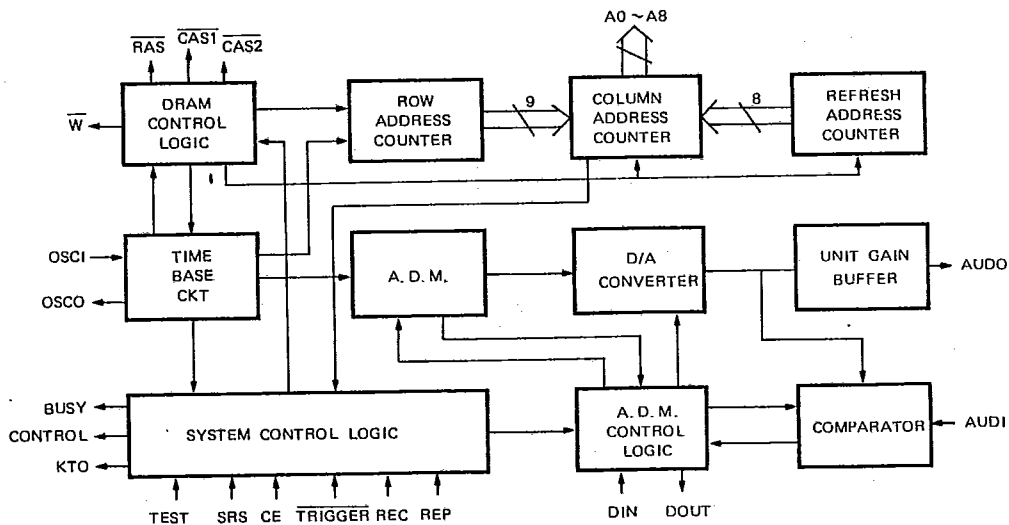 A0 ~ A8
RAS
CAS1
CAS2
DRAM
CONTROL
LOGIC
W
ROW
ADDRESS
COUNTER
9
COLUMN
ADDRESS
COUNTER
8
REFRESH
ADDRESS
COUNTER
OSCI
OSCO
TIME
BASE
CKT
A. D. M.
D/A
CONVERTER
UNIT GAIN
BUFFER
AUDO
BUSY
CONTROL
KTO
SYSTEM CONTROL LOGIC
A. D. M.
CONTROL
LOGIC
COMPARATOR
AUDI
TEST
SRS
CE
TRIGGER
REC
REP
DIN
DOUT